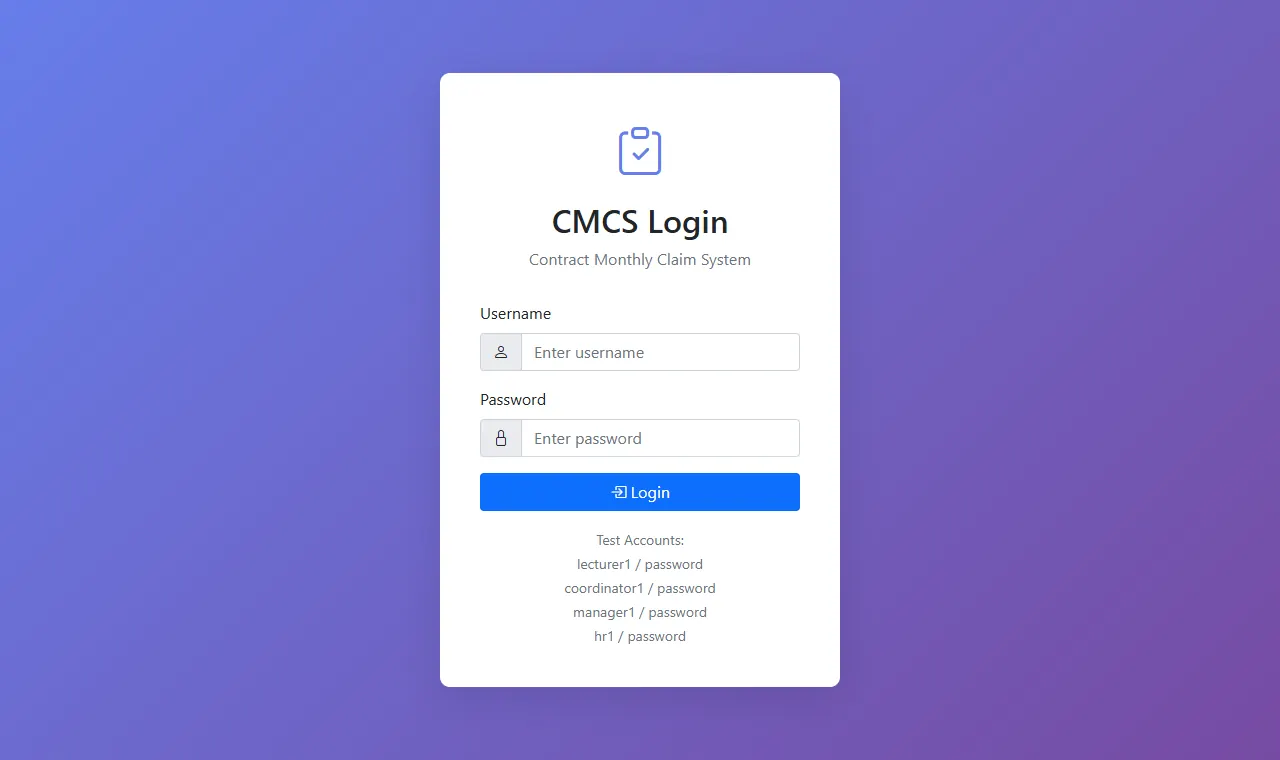 CMCS Login
Contract Monthly Claim System
Username
Enter username
Password
Enter password
Login
Test Accounts:
lecturer1 / password
coordinator1 / password
manager1 / password
hr1 / password